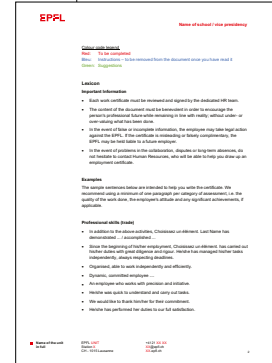 EPFL
Name of school / vice presidency
Colour code legend
Red: To be completed
Blue: Instructions – to be removed from the document once you have read it
Green: Suggestions
Lexicon
Important information
• Each work certificate must be reviewed and signed by the dedicated HR team.
• The content of the document must be benevolent in order to encourage the
person's professional future while remaining in line with reality; without under- or
over-valuing what has been done.
• In the event of false or incomplete information, the employee may take legal action
against the EPFL. If the certificate is misleading or falsely complimentary, the
EPFL may be held liable to a future employer.
• In the event of problems in the collaboration, disputes or long-term absences, do
not hesitate to contact Human Resources, who will be able to help you draw up an
employment certificate.
Examples
The sample sentences below are intended to help you write the certificate. We
recommend using a minimum of one paragraph per category of assessment, i.e. the
quality of the work done, the employee's attitude and any significant achievements, if
applicable.
Professional skills (trade)
• In addition to the above activities, Choisissez un élément. Last Name has
demonstrated ... / accomplished ...
• Since the beginning of his/her employment, Choisissez un élément. has carried out
his/her duties with great diligence and rigour. He/she has managed his/her tasks
independently, always respecting deadlines.
• Organised, able to work independently and efficiently.
• Dynamic, committed employee ...
• An employee who works with precision and initiative.
• He/she was quick to understand and carry out tasks.
• We would like to thank him/her for their commitment.
• He/she has performed her duties to our full satisfaction.
Name of the unit
in full
EPFL
Station
CH - 1015 Lausanne